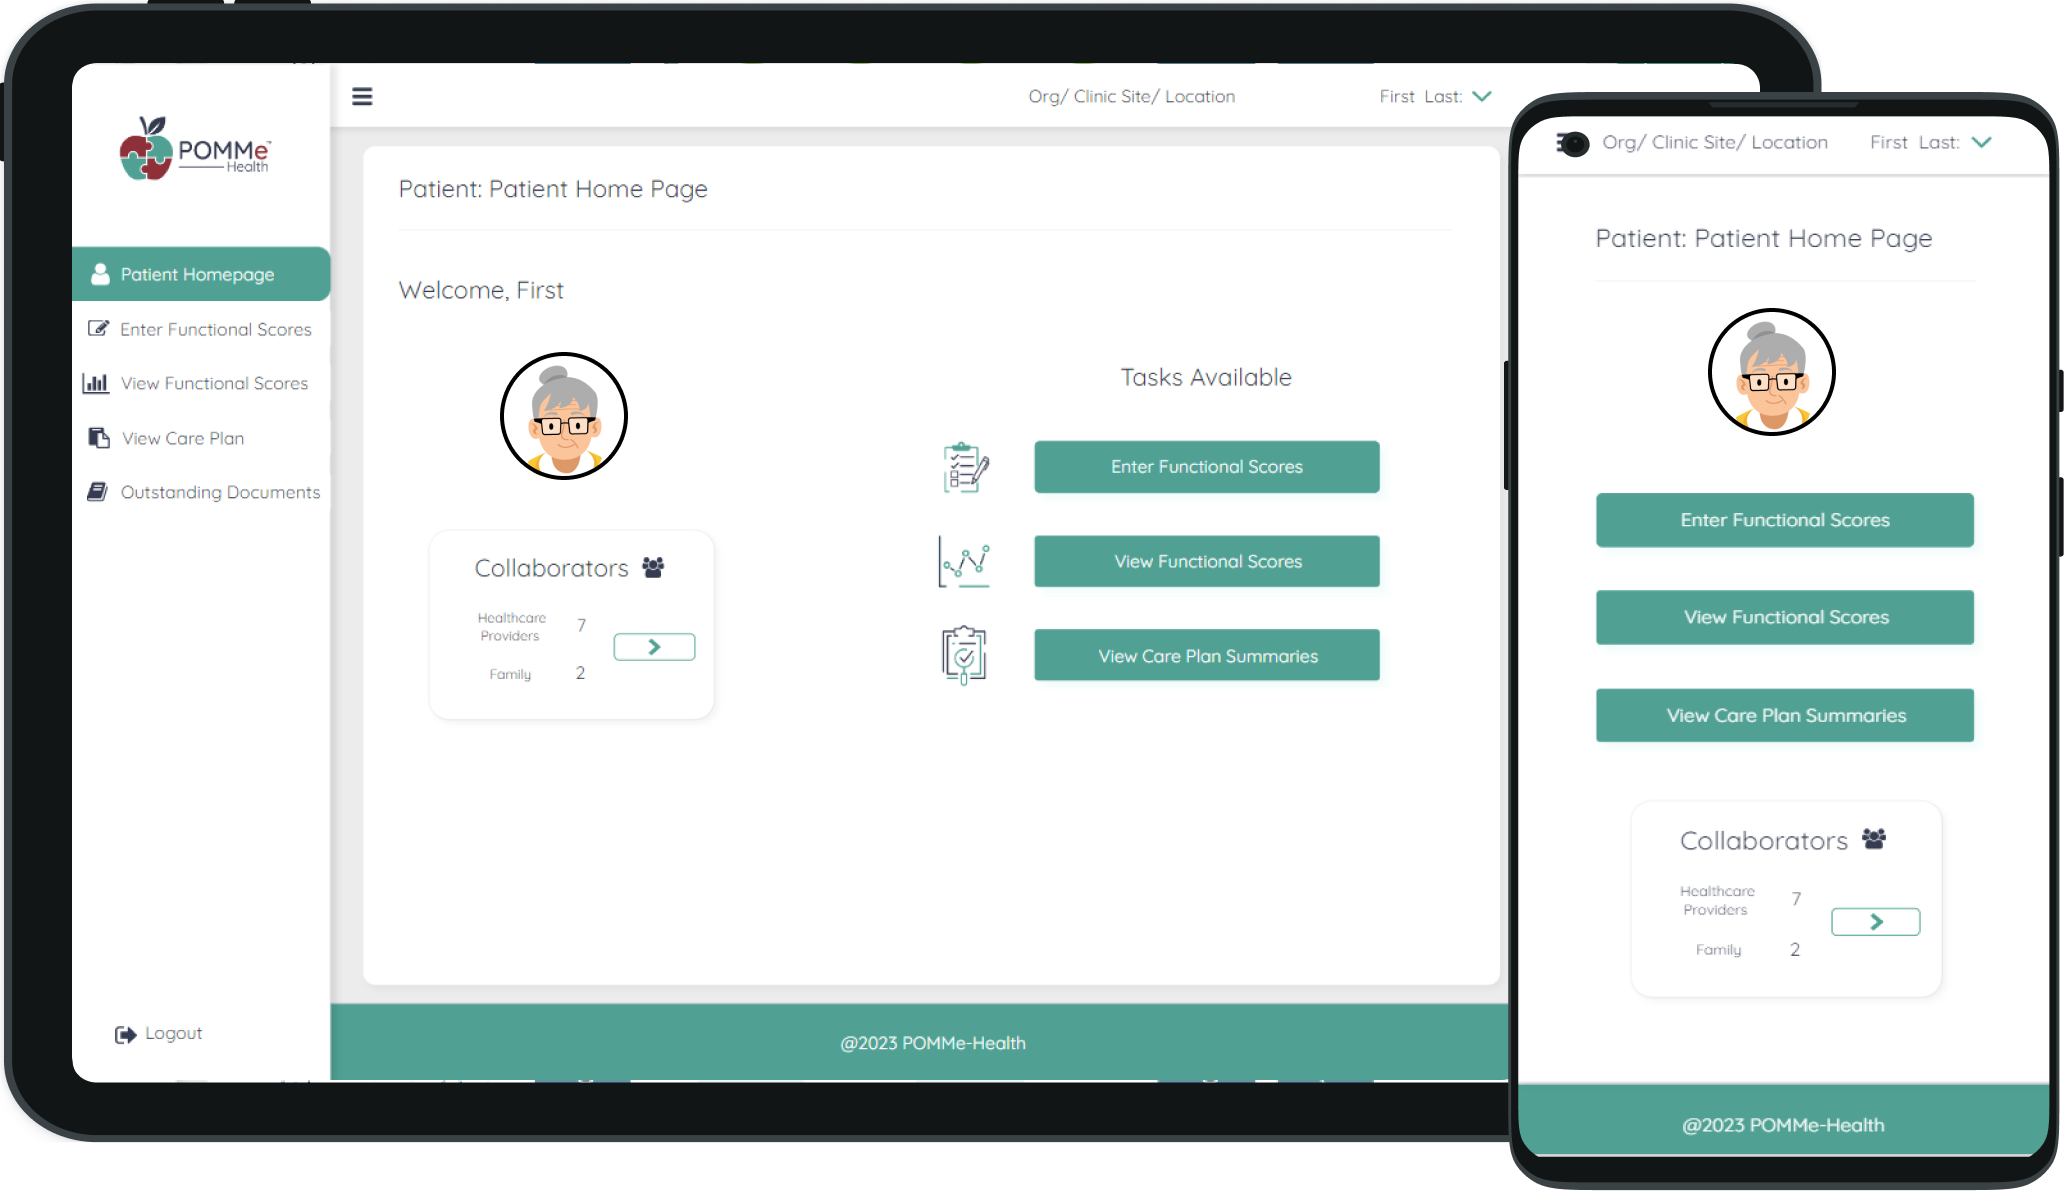 POMMe™
Health
Patient Homepage
Enter Functional Scores
View Functional Scores
View Care Plan
Outstanding Documents
Logout
Org/ Clinic Site/ Location
First Last:
Patient: Patient Home Page
Welcome, First
Collaborators
Healthcare
Providers 7
Family 2
Tasks Available
Enter Functional Scores
View Functional Scores
View Care Plan Summaries
@2023 POMMe-Health
Org/ Clinic Site/ Location
First Last:
Patient: Patient Home Page
Enter Functional Scores
View Functional Scores
View Care Plan Summaries
Collaborators
Healthcare
Providers 7
Family 2
@2023 POMMe-Health